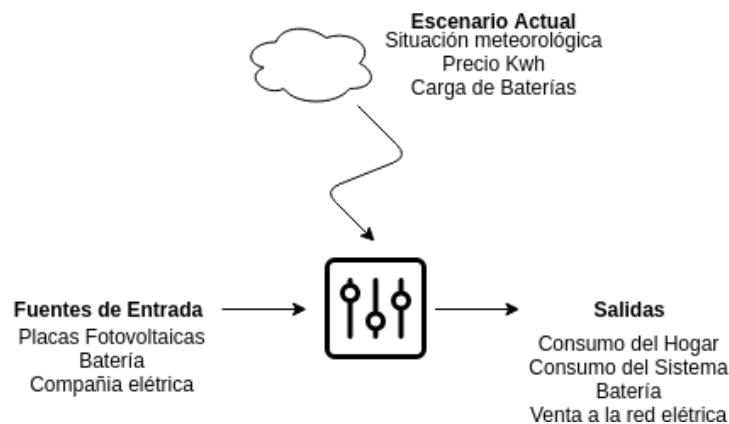 Escenario Actual
Situación meteorológica
Precio Kwh
Carga de Baterías
Fuentes de Entrada
Placas Fotovoltaicas
Batería
Compañia elétrica
Salidas
Consumo del Hogar
Consumo del Sistema
Batería
Venta a la red elétrica